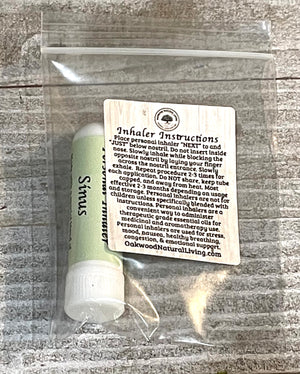 Inhaler Instructions
Place personal inhaler "NEXT" to and
"JUST" below nostril. Do not insert inside
nose. Slowly inhale while blocking the
opposite nostril by laying your finger
across the nostril entrance. Slowly
exhale. Repeat procedure 2-3 times for
each application. Do NOT share, keep tube
capped, and away from heat. Most
effective 2-3 months depending on usage
and storage. Personal inhalers are not for
children unless specifically blended with
instructions. Personal inhalers are a
convenient way to administer
therapeutic grade essential oils for
medicinal and aromatherapy use.
Personal inhalers are used for stress,
mood, nausea, healthy breathing,
congestion, & emotional support.
OakwoodNaturalLiving.com
Sinus
Inhaler